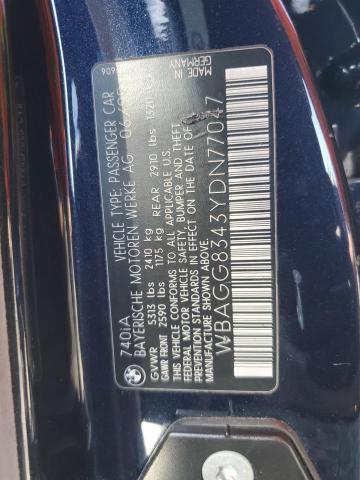 740iA VEHICLE TYPE: PASSENGER CAR
BAYERISCHE MOTOREN WERKE AG
GVWR 5313 lbs 2410 kg
GAWR FRONT 2590 lbs 1175 kg REAR 2910 lbs 1320
THIS VEHICLE CONFORMS TO ALL APPLICABLE U.S.
FEDERAL MOTOR VEHICLE SAFETY, BUMPER AND THEFT
PREVENTION STANDARDS IN EFFECT ON THE DATE OF
MANUFACTURE SHOWN ABOVE
WBAGG8343YDN77047
MADE IN
GERMANY